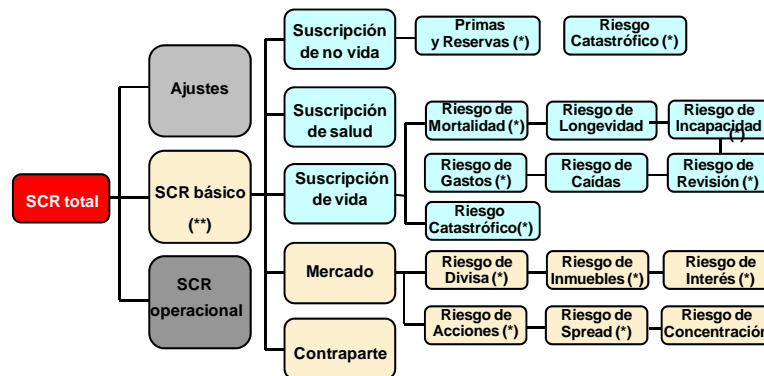 Suscripción
de no vida
Primas
y Reservas (*)
Riesgo
Catastrófico (*)
Ajustes
Suscripción
de salud
Riesgo de
Mortalidad (*)
Riesgo de
Longevidad
Riesgo de
Incapacidad
(*)
SCR total
SCR básico
(**)
Suscripción
de vida
Riesgo de
Gastos (*)
Riesgo de
Caídas
Riesgo de
Revisión (*)
Riesgo
Catastrófico(*)
SCR
operacional
Mercado
Riesgo de
Divisa (*)
Riesgo de
Inmuebles (*)
Riesgo de
Interés (*)
Riesgo de
Acciones (*)
Riesgo de
Spread (*)
Riesgo de
Concentración
Contraparte